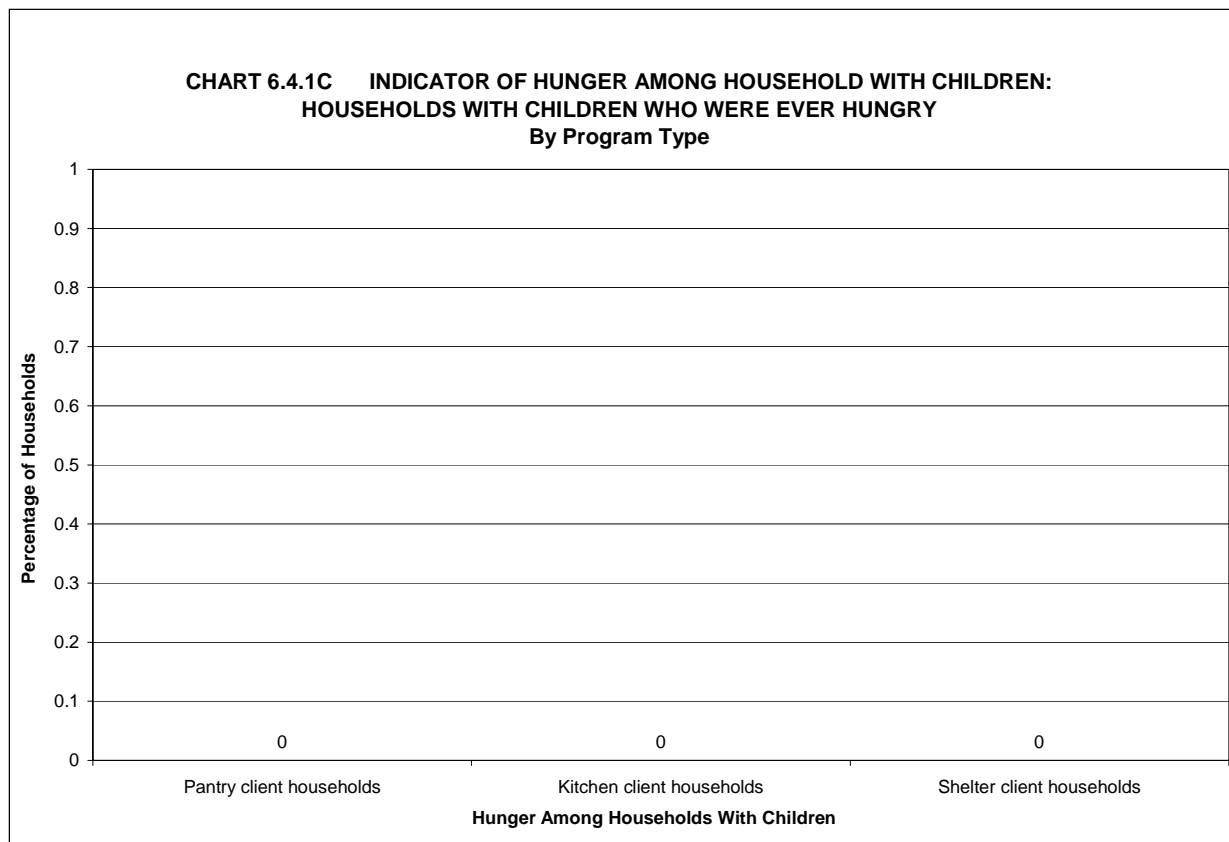 CHART 6.4.1C INDICATOR OF HUNGER AMONG HOUSEHOLD WITH CHILDREN:
HOUSEHOLDS WITH CHILDREN WHO WERE EVER HUNGRY
By Program Type
Percentage of Households
1
0.9
0.8
0.7
0.6
0.5
0.4
0.3
0.2
0.1
0
0 0 0
Pantry client households Kitchen client households Shelter client households
Hunger Among Households With Children